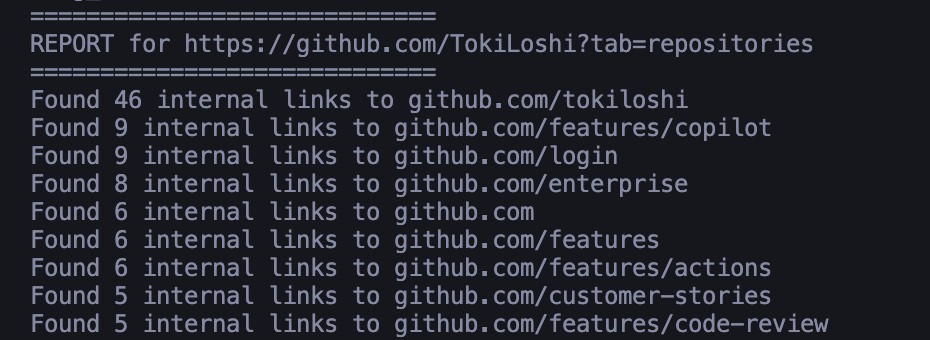 =============================
REPORT for https://github.com/TokiLoshi?tab=repositories
=============================
Found 46 internal links to github.com/tokiloshi
Found 9 internal links to github.com/features/copilot
Found 9 internal links to github.com/login
Found 8 internal links to github.com/enterprise
Found 6 internal links to github.com
Found 6 internal links to github.com/features
Found 6 internal links to github.com/features/actions
Found 5 internal links to github.com/customer-stories
Found 5 internal links to github.com/features/code-review